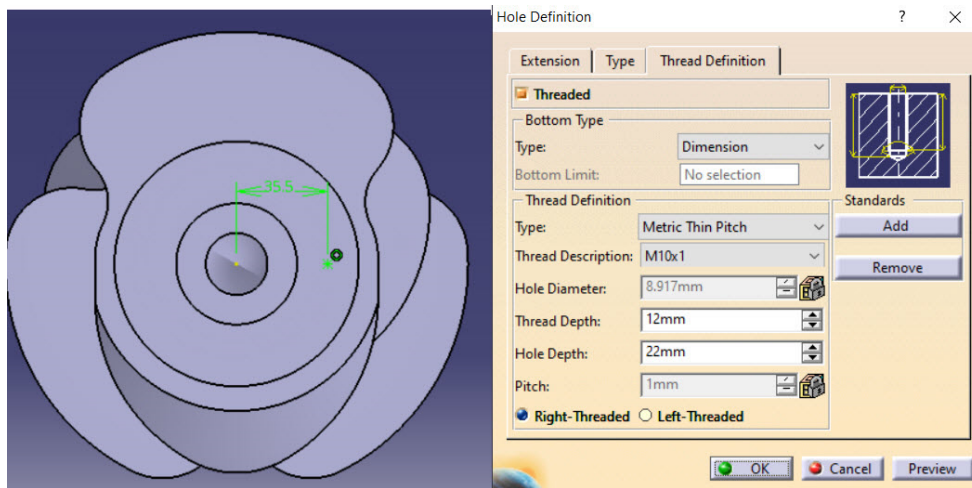 35.5
Hole Definition ? ×
Extension Type Thread Definition
Threaded
Bottom Type
Type: Dimension
Bottom Limit: No selection
Thread Definition
Type: Metric Thin Pitch
Thread Description: M10x1
Hole Diameter: 8.917mm
Thread Depth: 12mm
Hole Depth: 22mm
Pitch: 1mm
Right-Threaded Left-Threaded
Standards
Add
Remove
OK Cancel Preview